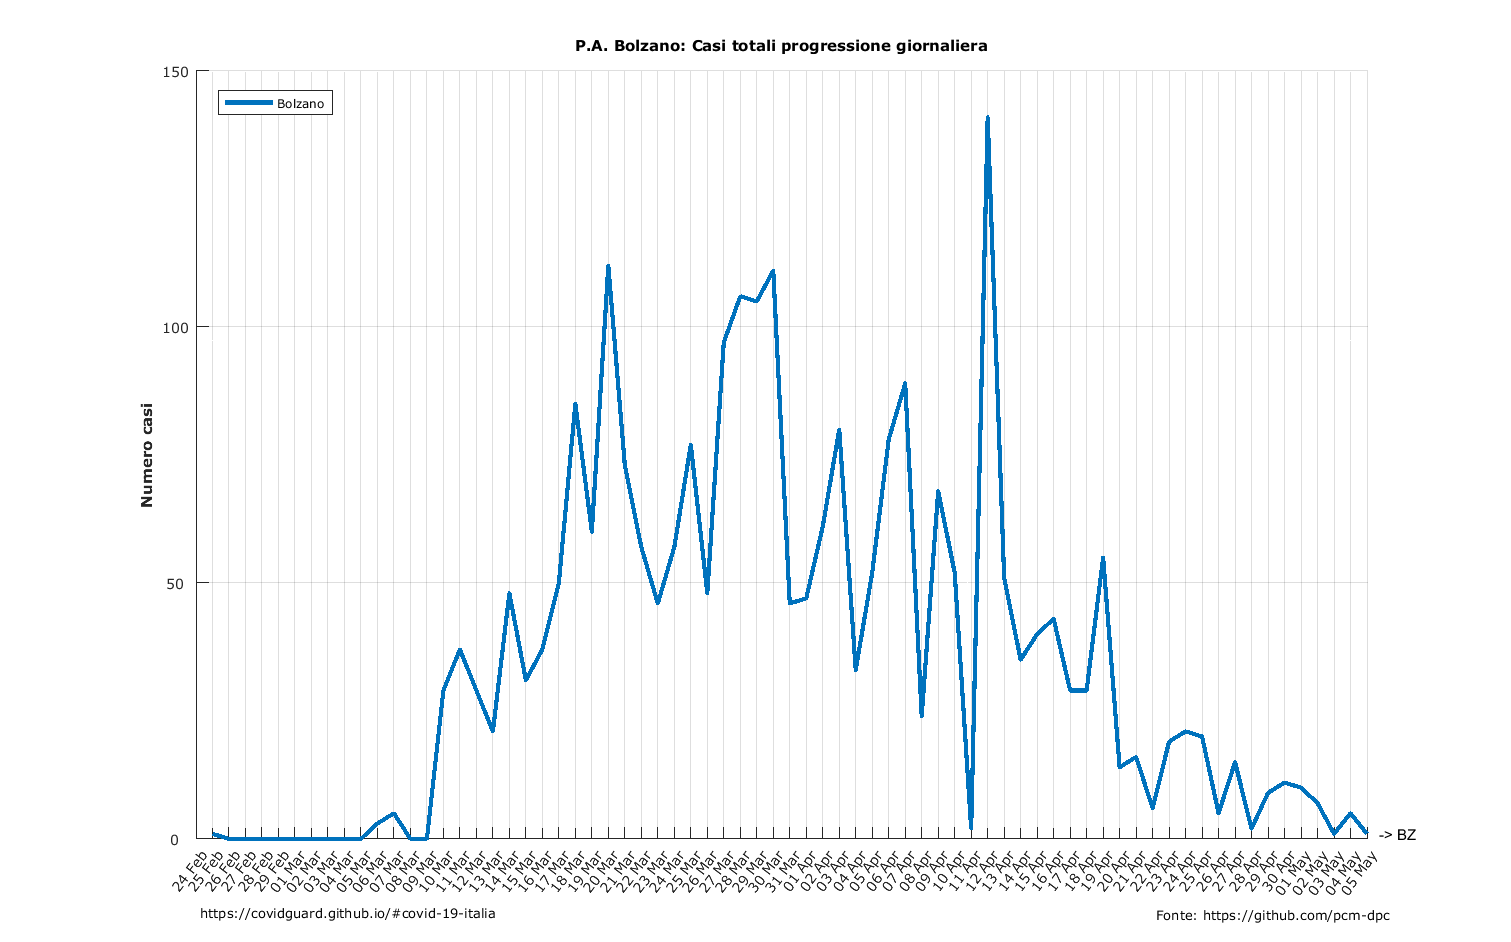 P.A. Bolzano: Casi totali progressione giornaliera
150
Bolzano
100
Numero casi
50
0
-> BZ
24 Feb
25 Feb
26 Feb
27 Feb
28 Feb
29 Feb
01 Mar
02 Mar
03 Mar
04 Mar
05 Mar
06 Mar
07 Mar
08 Mar
09 Mar
10 Mar
11 Mar
12 Mar
13 Mar
14 Mar
15 Mar
16 Mar
17 Mar
18 Mar
19 Mar
20 Mar
21 Mar
22 Mar
23 Mar
24 Mar
25 Mar
26 Mar
27 Mar
28 Mar
29 Mar
30 Mar
31 Mar
01 Apr
02 Apr
03 Apr
04 Apr
05 Apr
06 Apr
07 Apr
08 Apr
09 Apr
10 Apr
11 Apr
12 Apr
13 Apr
14 Apr
15 Apr
16 Apr
17 Apr
18 Apr
19 Apr
20 Apr
21 Apr
22 Apr
23 Apr
24 Apr
25 Apr
26 Apr
27 Apr
28 Apr
29 Apr
30 Apr
01 May
02 May
03 May
04 May
05 May
https://covidguard.github.io/#covid-19-italia
Fonte: https://github.com/pcm-dpc